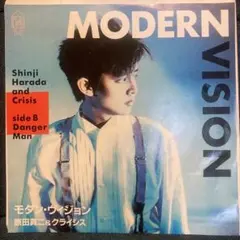 MODERN
VISION
Shinji
Harada
and
Crisis
side B
Danger
Man
モダン・ヴィジョン
原田真二&クライシス